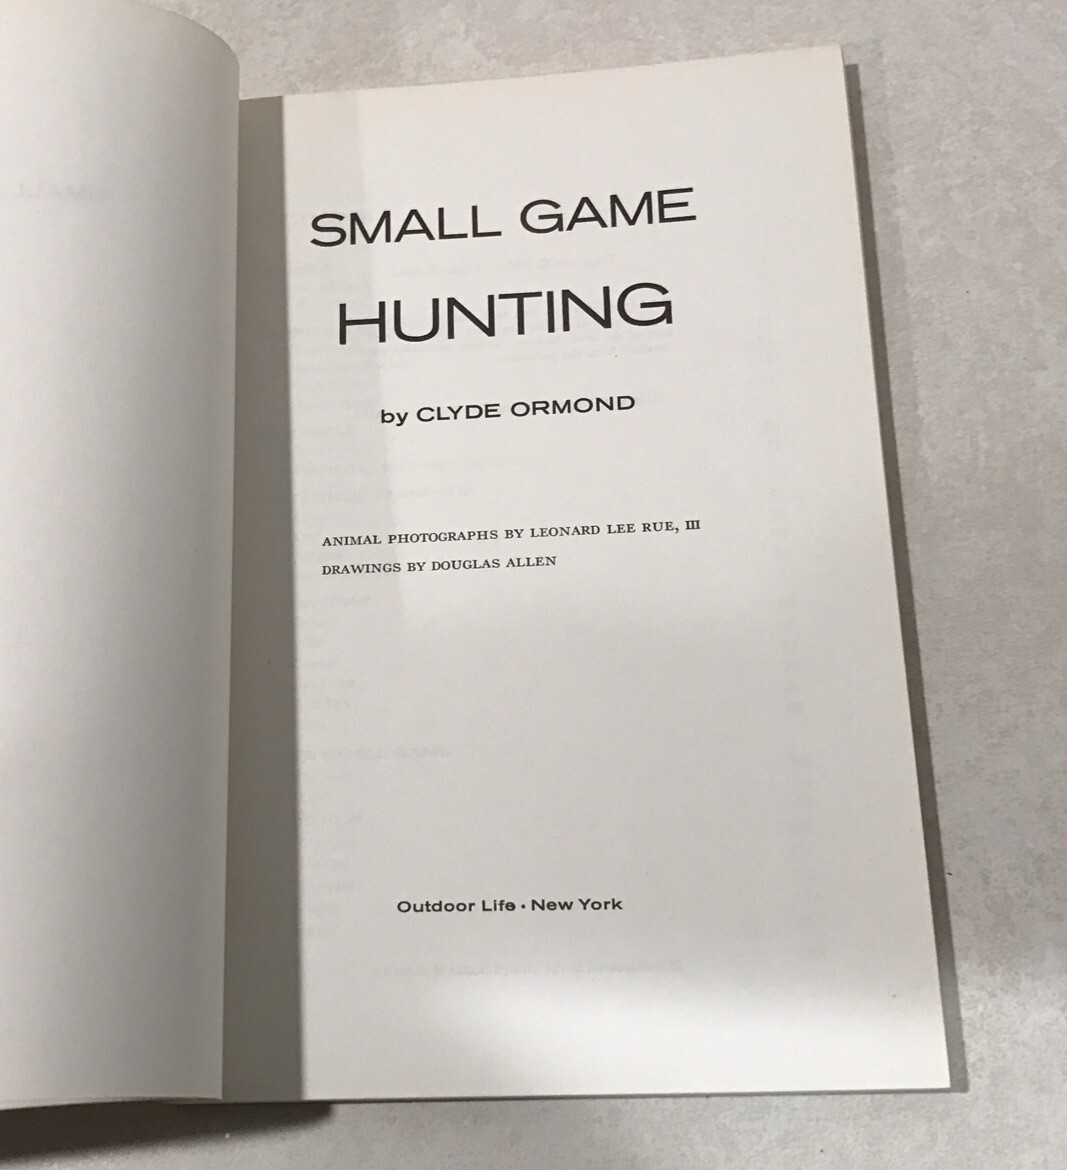 SMALL GAME
HUNTING
by CLYDE ORMOND
ANIMAL PHOTOGRAPHS BY LEONARD LEE RUE, III
DRAWINGS BY DOUGLAS ALLEN
Outdoor Life • New York